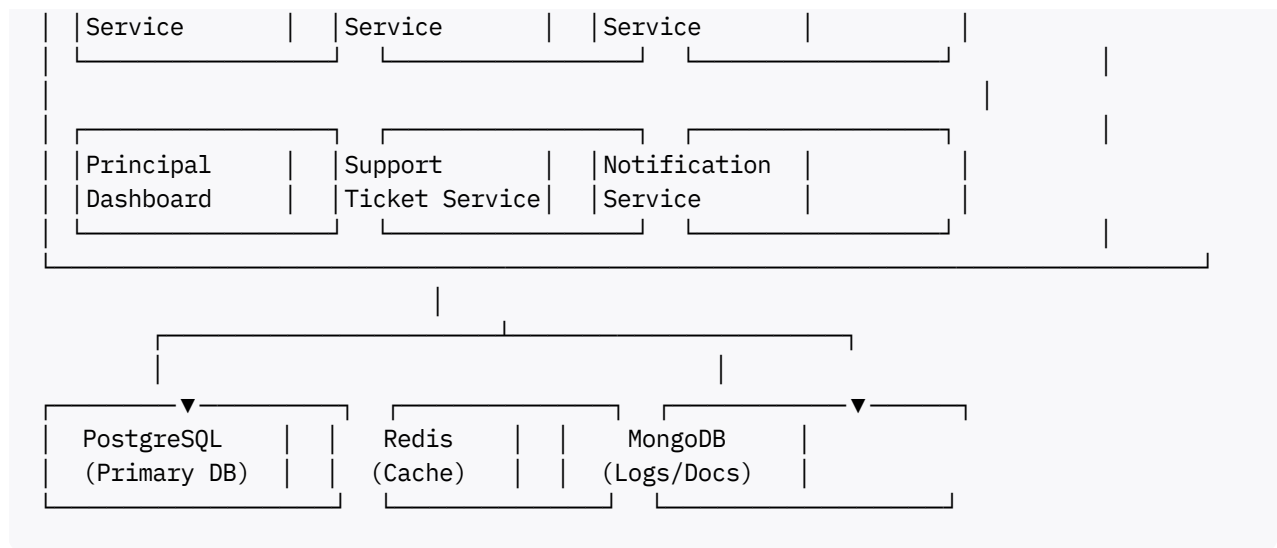 Service Service Service
Principal Support Notification
Dashboard Ticket Service Service
PostgreSQL Redis MongoDB
(Primary DB) (Cache) (Logs/Docs)